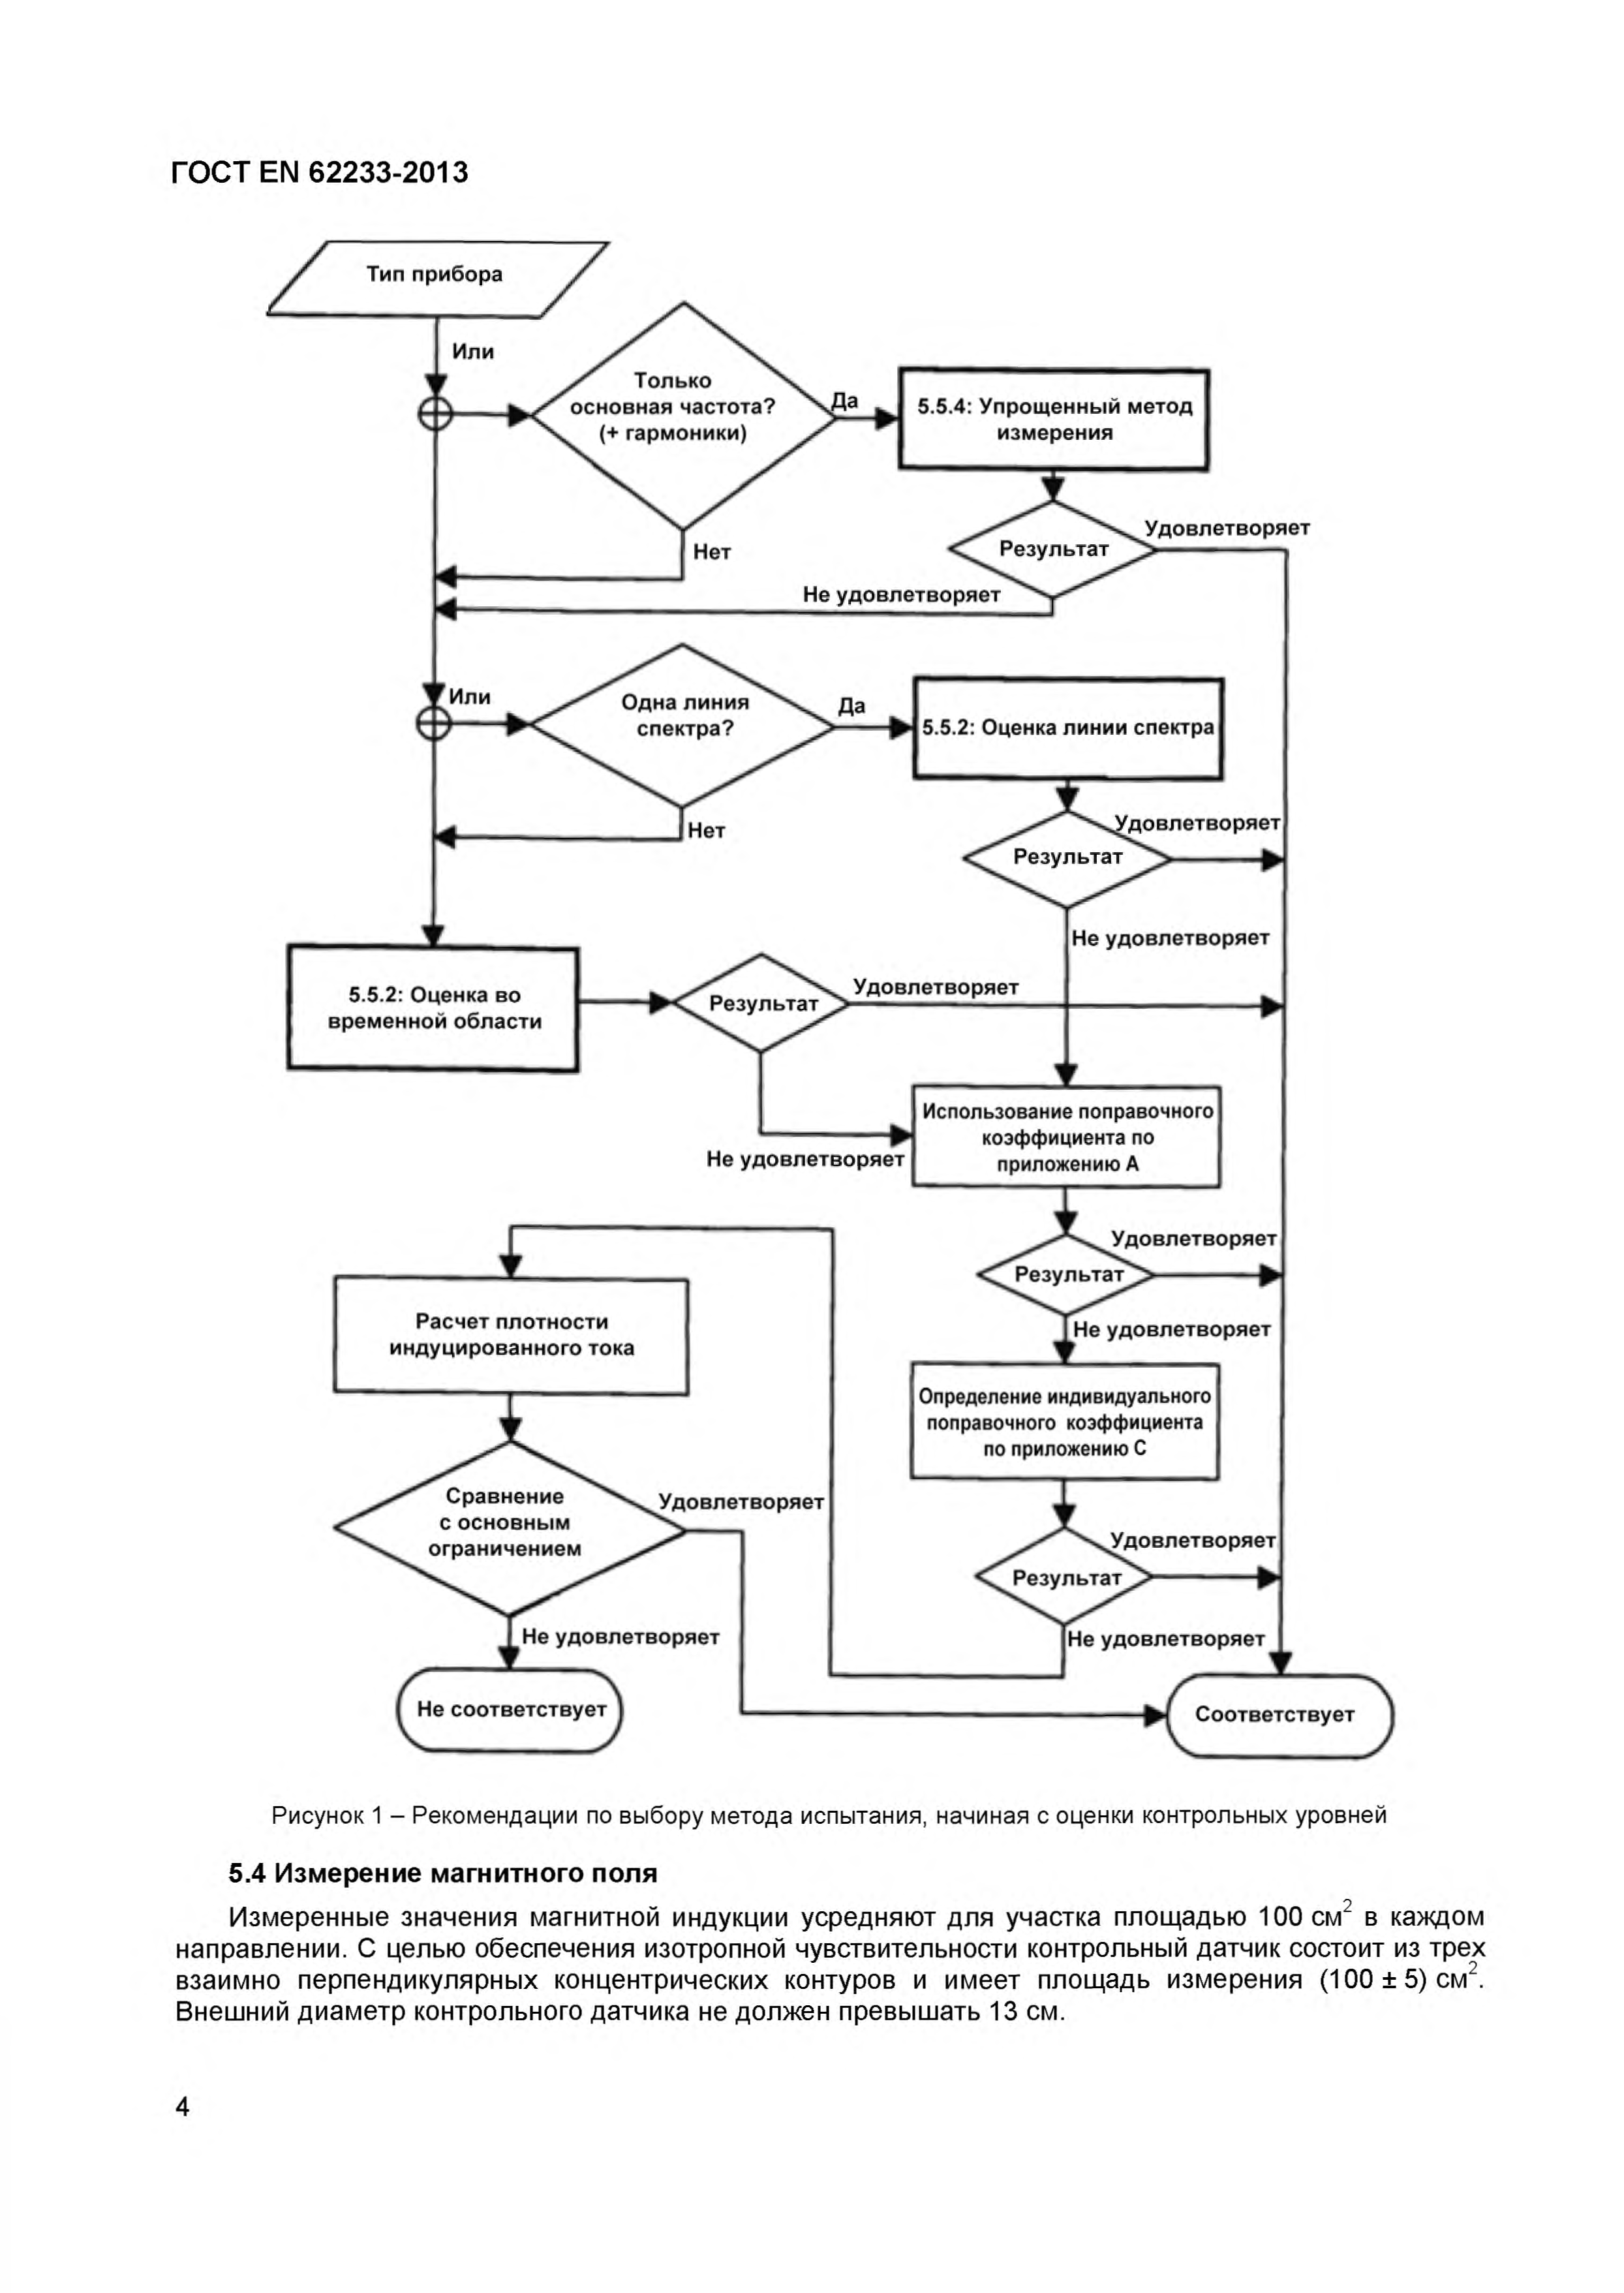 ГОСТ EN 62233-2013
Тип прибора
Или
Только
основная частота?
(+ гармоники)
Да
5.5.4: Упрощенный метод
измерения
Нет
Результат
Удовлетворяет
Не удовлетворяет
Или
Одна линия
спектра?
Да
5.5.2: Оценка линии спектра
Нет
Результат
Удовлетворяет
Не удовлетворяет
5.5.2: Оценка во
временной области
Результат
Удовлетворяет
Не удовлетворяет
Использование поправочного
коэффициента по
приложению А
Результат
Удовлетворяет
Не удовлетворяет
Определение индивидуального
поправочного коэффициента
по приложению С
Результат
Удовлетворяет
Не удовлетворяет
Расчет плотности
индуцированного тока
Сравнение
с основным
ограничением
Удовлетворяет
Не удовлетворяет
Не соответствует
Соответствует
Рисунок 1 – Рекомендации по выбору метода испытания, начиная с оценки контрольных уровней
5.4 Измерение магнитного поля
Измеренные значения магнитной индукции усредняют для участка площадью 100 см² в каждом
направлении. С целью обеспечения изотропной чувствительности контрольный датчик состоит из трех
взаимно перпендикулярных концентрических контуров и имеет площадь измерения (100 ± 5) см².
Внешний диаметр контрольного датчика не должен превышать 13 см.
4